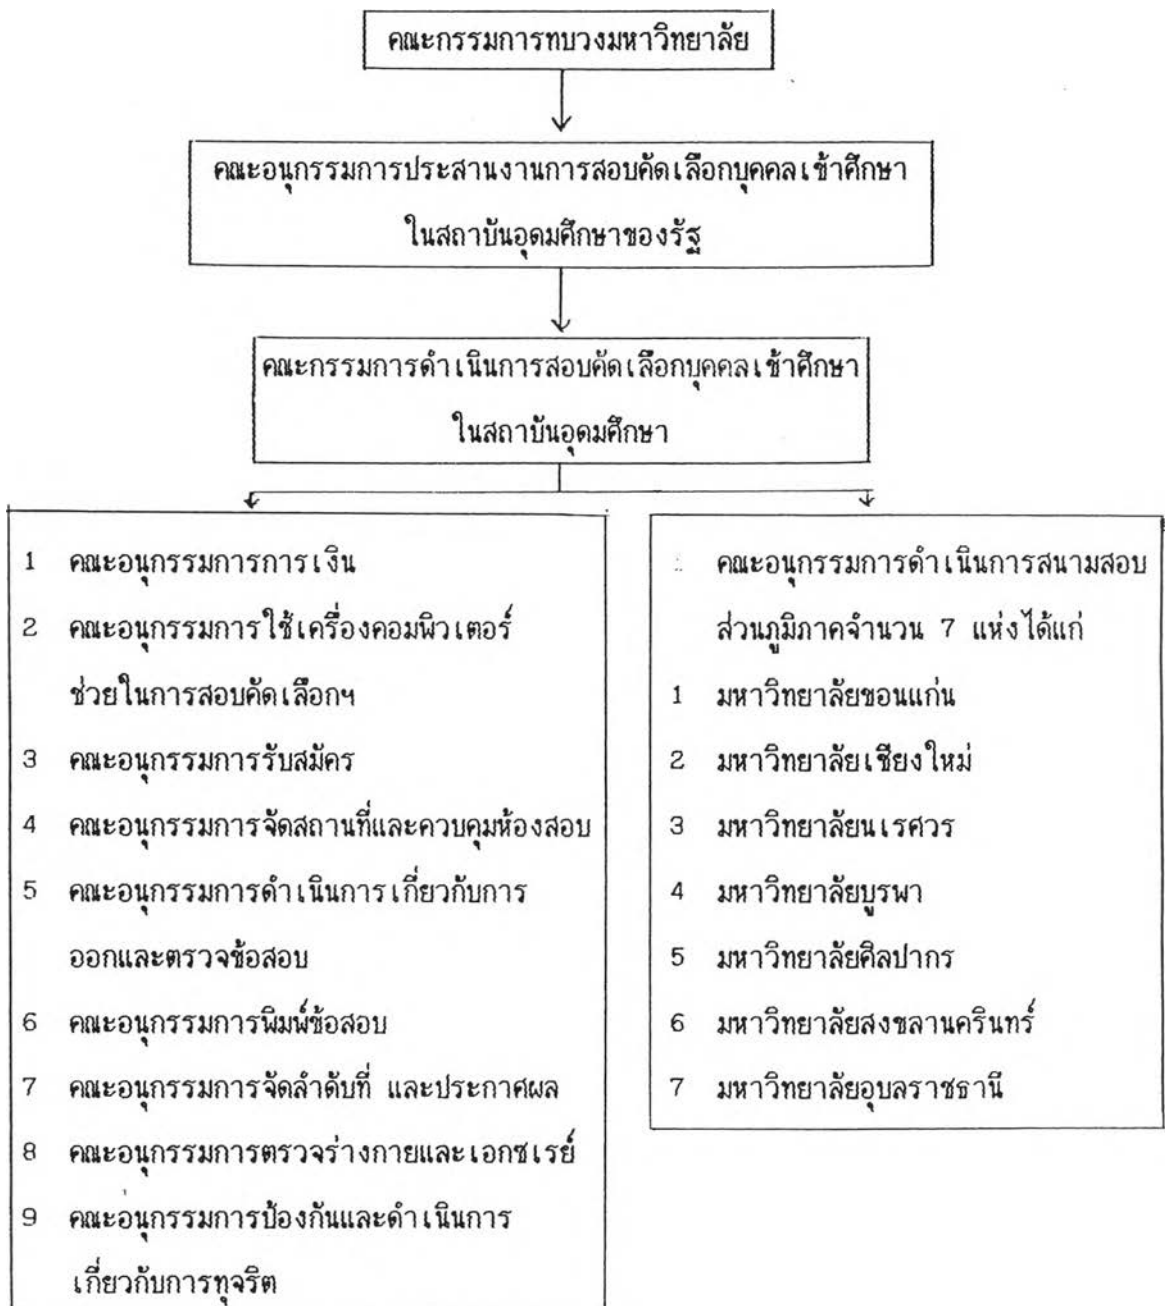 คณะกรรมการทบวงมหาวิทยาลัย
คณะอนุกรรมการประสานงานการสอบคัดเลือกบุคคลเข้าศึกษา
ในสถาบันอุดมศึกษาของรัฐ
คณะกรรมการดำเนินการสอบคัดเลือกบุคคลเข้าศึกษา
ในสถาบันอุดมศึกษา
1 คณะอนุกรรมการการเงิน
2 คณะอนุกรรมการใช้เครื่องคอมพิวเตอร์
ช่วยในการสอบคัดเลือกฯ
3 คณะอนุกรรมการรับสมัคร
4 คณะอนุกรรมการจัดสถานที่และควบคุมห้องสอบ
5 คณะอนุกรรมการดำเนินการเกี่ยวกับการ
ออกและตรวจข้อสอบ
6 คณะอนุกรรมการพิมพ์ข้อสอบ
7 คณะอนุกรรมการจัดลำดับที่ และประกาศผล
8 คณะอนุกรรมการตรวจร่างกายและเอกซเรย์
9 คณะอนุกรรมการป้องกันและดำเนินการ
เกี่ยวกับการทุจริต
คณะอนุกรรมการดำเนินการสนามสอบ
ส่วนภูมิภาคจำนวน 7 แห่งได้แก่
1 มหาวิทยาลัยขอนแก่น
2 มหาวิทยาลัยเชียงใหม่
3 มหาวิทยาลัยนเรศวร
4 มหาวิทยาลัยบูรพา
5 มหาวิทยาลัยศิลปากร
6 มหาวิทยาลัยสงขลานครินทร์
7 มหาวิทยาลัยอุบลราชธานี